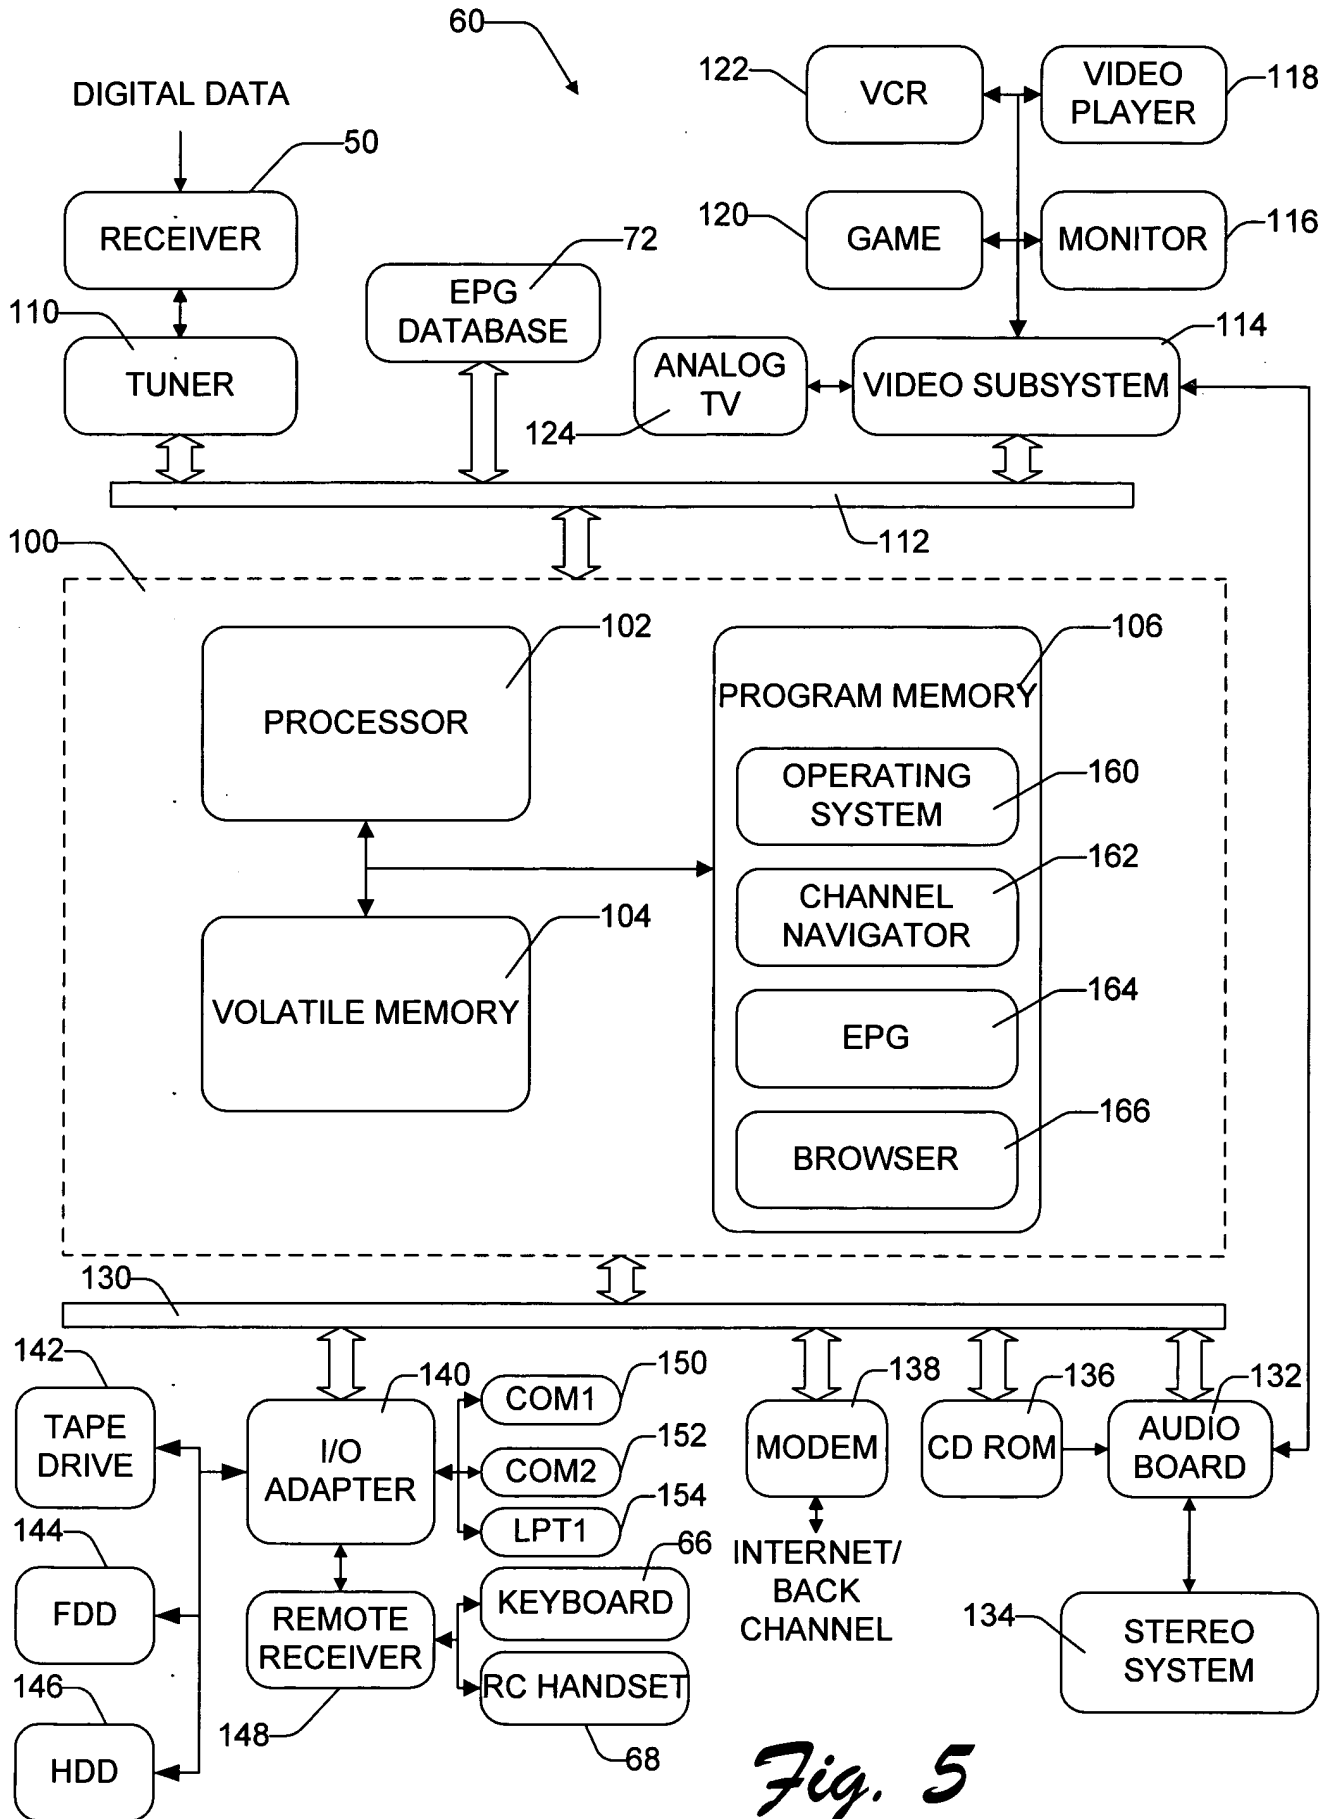 60
DIGITAL DATA
50
RECEIVER
110
TUNER
72
EPG
DATABASE
122
VCR
VIDEO
PLAYER
118
120
GAME
MONITOR
116
ANALOG
TV
124
114
VIDEO SUBSYSTEM
112
100
102
PROCESSOR
104
VOLATILE MEMORY
106
PROGRAM MEMORY
160
OPERATING
SYSTEM
162
CHANNEL
NAVIGATOR
164
EPG
166
BROWSER
130
142
TAPE
DRIVE
144
FDD
146
HDD
140
I/O
ADAPTER
150
COM1
152
COM2
154
LPT1
66
KEYBOARD
REMOTE
RECEIVER
148
RC HANDSET
68
138
MODEM
INTERNET/
BACK
CHANNEL
136
CD ROM
132
AUDIO
BOARD
134
STEREO
SYSTEM
Fig. 5